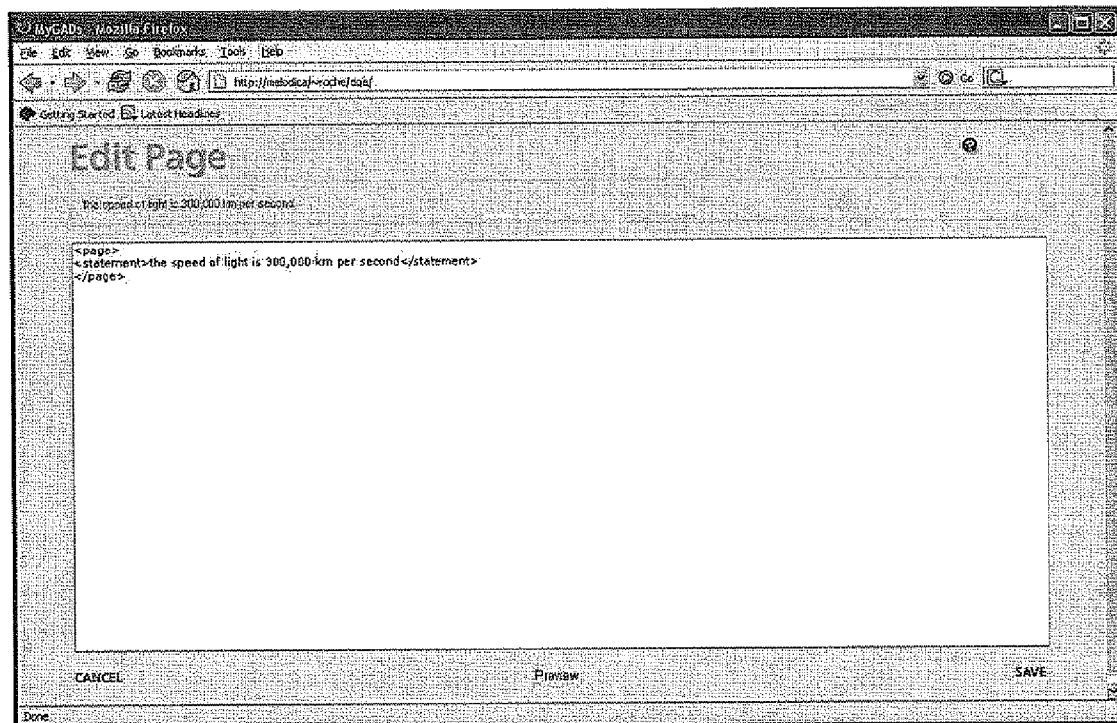 MyGADs - Mozilla Firefox
File Edit View Go Bookmarks Tools Help
Go
Getting Started Latest Headlines
Edit Page
the speed of light is 300,000 km per second
<page>
<statement>the speed of light is 300,000 km per second</statement>
</page>
CANCEL Preview SAVE
Done